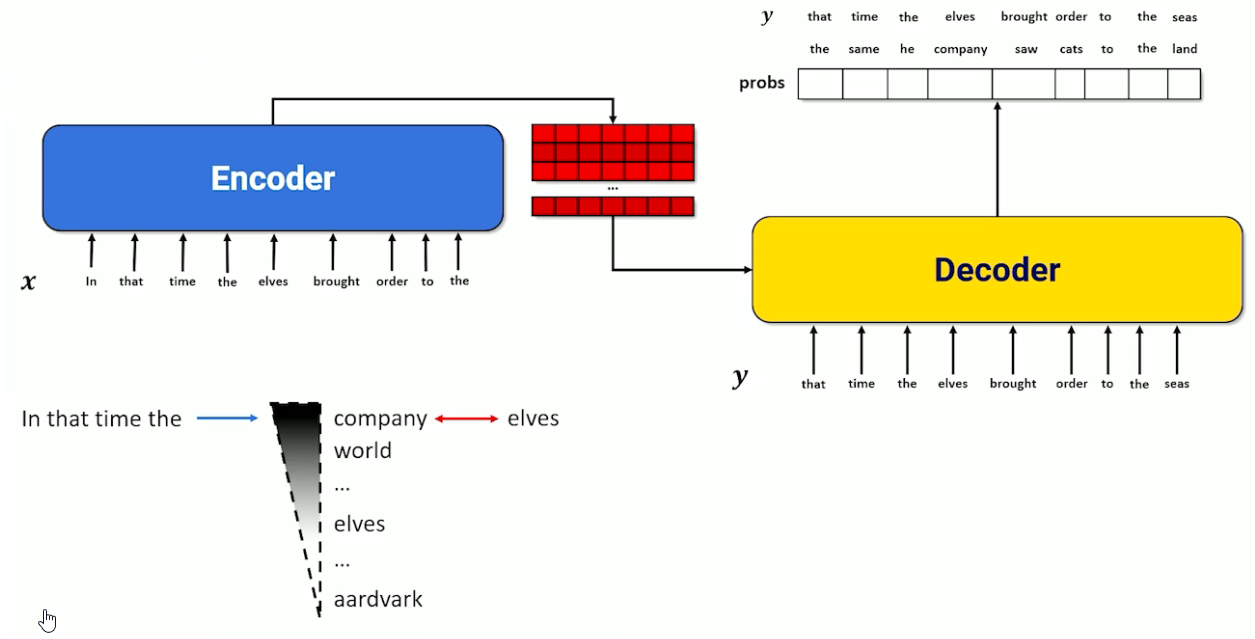 y that time the elves brought order to the seas
the same he company saw cats to the land
probs
Encoder
...
x In that time the elves brought order to the
Decoder
y that time the elves brought order to the seas
In that time the company elves
world
...
elves
...
aardvark